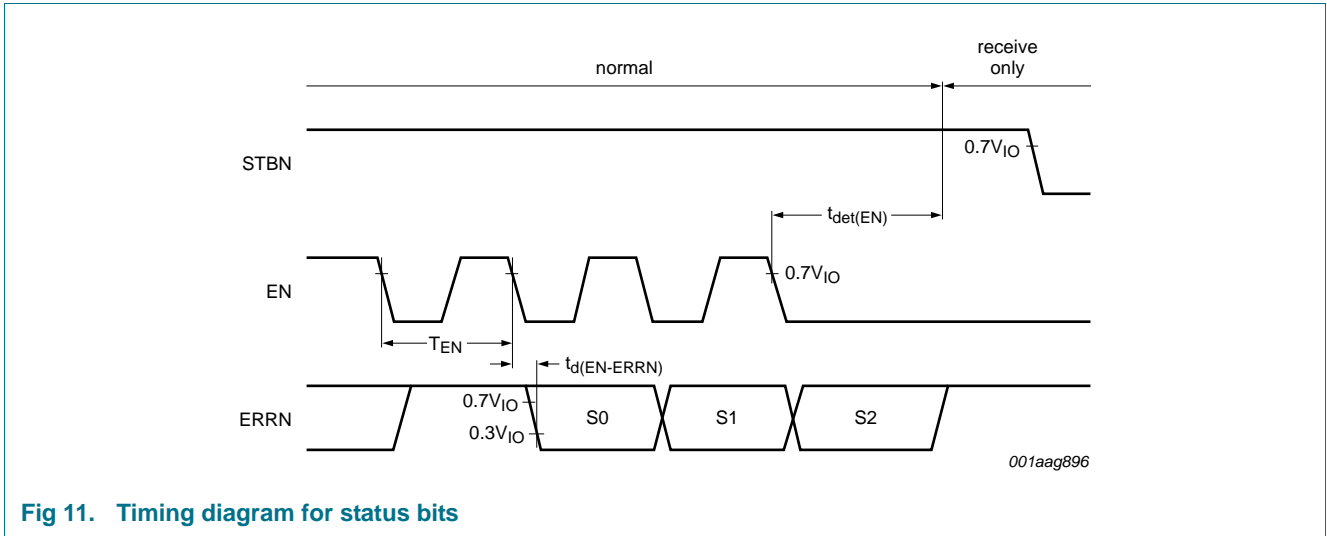 receive
only
normal
STBN
0.7VIO
tdet(EN)
0.7VIO
EN
TEN
td(EN-ERRN)
0.7VIO
ERRN
S0
S1
S2
0.3VIO
001aag896
Fig 11. Timing diagram for status bits